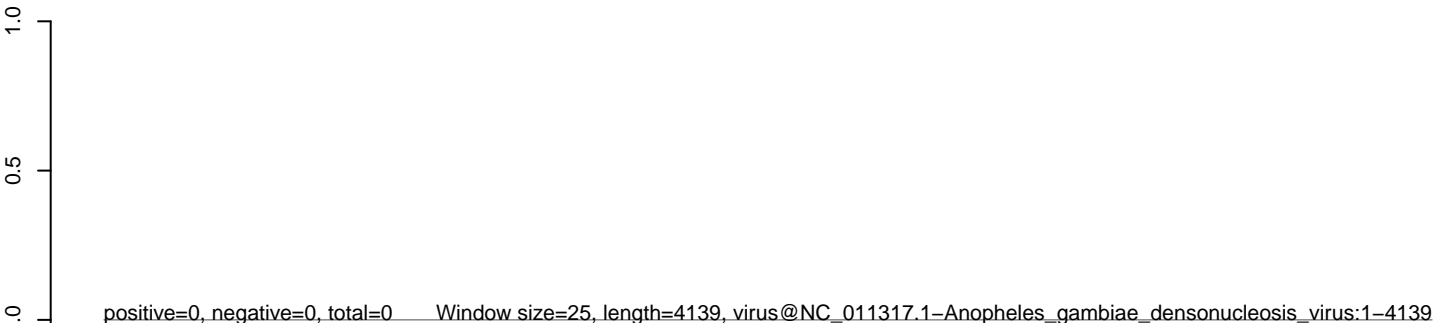 1.0
0.5
.0
positive=0, negative=0, total=0 Window size=25, length=4139, virus@NC_011317.1−Anopheles_gambiae_densonucleosis_virus:1−4139